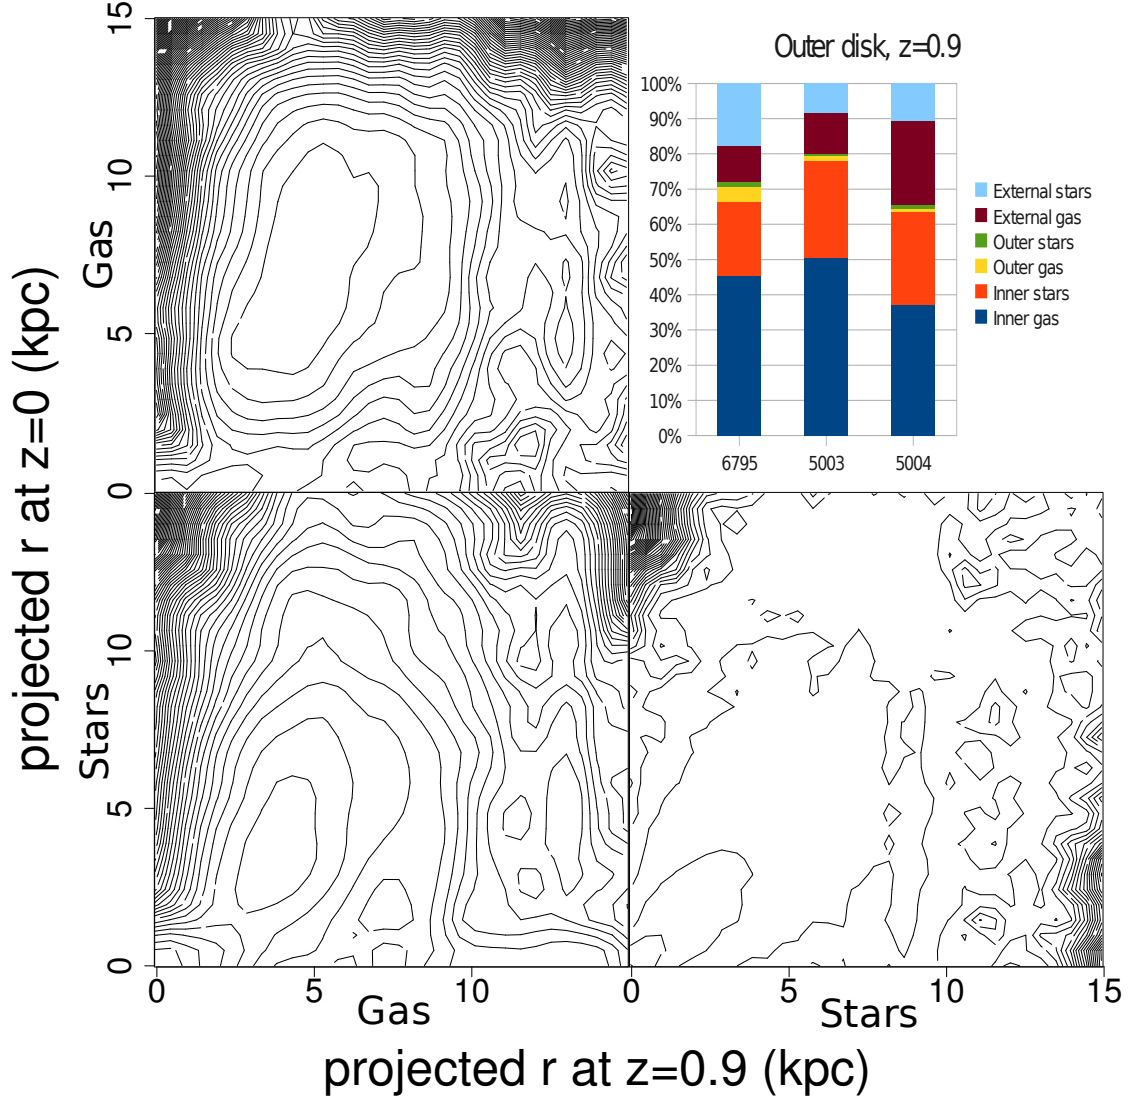 Outer disk, z=0.9
100%
90%
80%
70%
60%
50%
40%
30%
20%
10%
0%
6795 5003 5004
External stars
External gas
Outer stars
Outer gas
Inner stars
Inner gas
15
10
5
0
Gas
10
5
0
Stars
projected r at z=0 (kpc)
0 5 10 0 5 10 15
Gas Stars
projected r at z=0.9 (kpc)